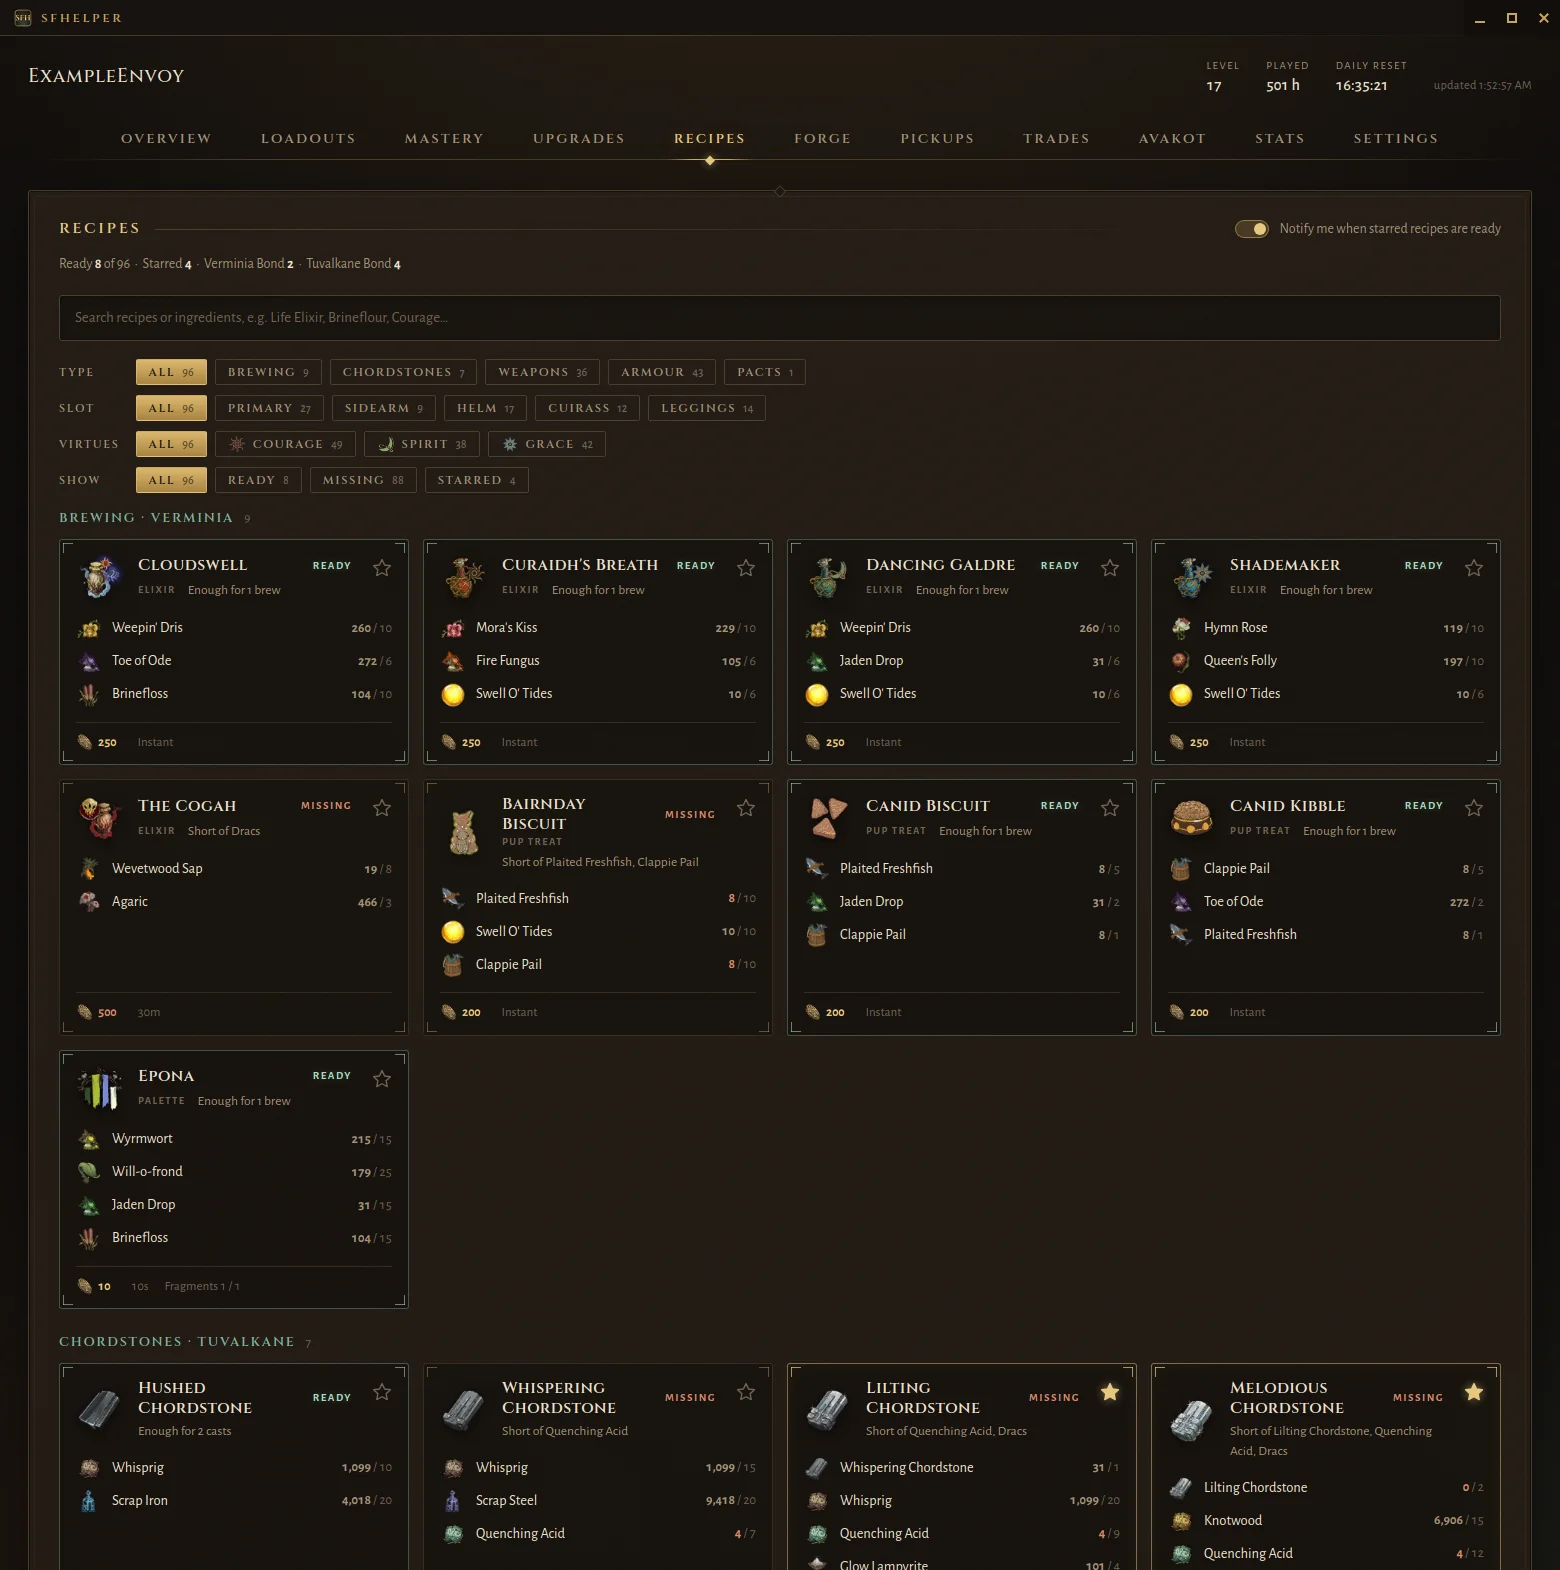 SFHELPER
ExampleEnvoy
LEVEL PLAYED DAILY RESET
17 501 h 16:35:21 updated 1:52:57 AM
OVERVIEW LOADOUTS MASTERY UPGRADES RECIPES FORGE PICKUPS TRADES AVAKOT STATS SETTINGS
RECIPES Notify me when starred recipes are ready
Ready 8 of 96 · Starred 4 · Verminia Bond 2 · Tuvalkane Bond 4
Search recipes or ingredients, e.g. Life Elixir, Brineflour, Courage...
TYPE ALL 96 BREWING 9 CHORDSTONES 7 WEAPONS 36 ARMOUR 43 PACTS 1
SLOT ALL 96 PRIMARY 27 SIDEARM 9 HELM 17 CUIRASS 12 LEGGINGS 14
VIRTUES ALL 96 COURAGE 49 SPIRIT 38 GRACE 42
SHOW ALL 96 READY 8 MISSING 88 STARRED 4
BREWING · VERMINIA 9
Cloudswell READY
ELIXIR Enough for 1 brew
Weepin' Dris 260 / 10
Toe of Ode 272 / 6
Brinefloss 104 / 10
250 Instant
Curaidh's Breath READY
ELIXIR Enough for 1 brew
Mora's Kiss 229 / 10
Fire Fungus 105 / 6
Swell O' Tides 10 / 6
250 Instant
Dancing Galdre READY
ELIXIR Enough for 1 brew
Weepin' Dris 260 / 10
Jaden Drop 31 / 6
Swell O' Tides 10 / 6
250 Instant
Shademaker READY
ELIXIR Enough for 1 brew
Hymn Rose 119 / 10
Queen's Folly 197 / 10
Swell O' Tides 10 / 6
250 Instant
The Cogah MISSING
ELIXIR Short of Dracs
Wevetwood Sap 19 / 8
Agaric 466 / 3
500 30m
Bairnday
Biscuit MISSING
PUP TREAT
Short of Plaited Freshfish, Clappie Pail
Plaited Freshfish 8 / 10
Swell O' Tides 10 / 10
Clappie Pail 8 / 10
200 Instant
Canid Biscuit READY
PUP TREAT Enough for 1 brew
Plaited Freshfish 8 / 5
Jaden Drop 31 / 2
Clappie Pail 8 / 1
200 Instant
Canid Kibble READY
PUP TREAT Enough for 1 brew
Clappie Pail 8 / 5
Toe of Ode 272 / 2
Plaited Freshfish 8 / 1
200 Instant
Epona READY
PALETTE Enough for 1 brew
Wyrmwort 215 / 15
Will-o-frond 179 / 25
Jaden Drop 31 / 15
Brinefloss 104 / 15
10 10s Fragments 1 / 1
CHORDSTONES · TUVALKANE 7
Hushed
Chordstone READY
Enough for 2 casts
Whisprig 1,099 / 10
Scrap Iron 4,018 / 20
Whispering
Chordstone MISSING
Short of Quenching Acid
Whisprig 1,099 / 15
Scrap Steel 9,418 / 20
Quenching Acid 4 / 7
Lilting
Chordstone MISSING
Short of Quenching Acid, Dracs
Whispering Chordstone 31 / 1
Whisprig 1,099 / 20
Quenching Acid 4 / 9
Glow Lampyrite 101 / 4
Melodious
Chordstone MISSING
Short of Lilting Chordstone, Quenching
Acid, Dracs
Lilting Chordstone 0 / 2
Knotwood 6,906 / 15
Quenching Acid 4 / 12